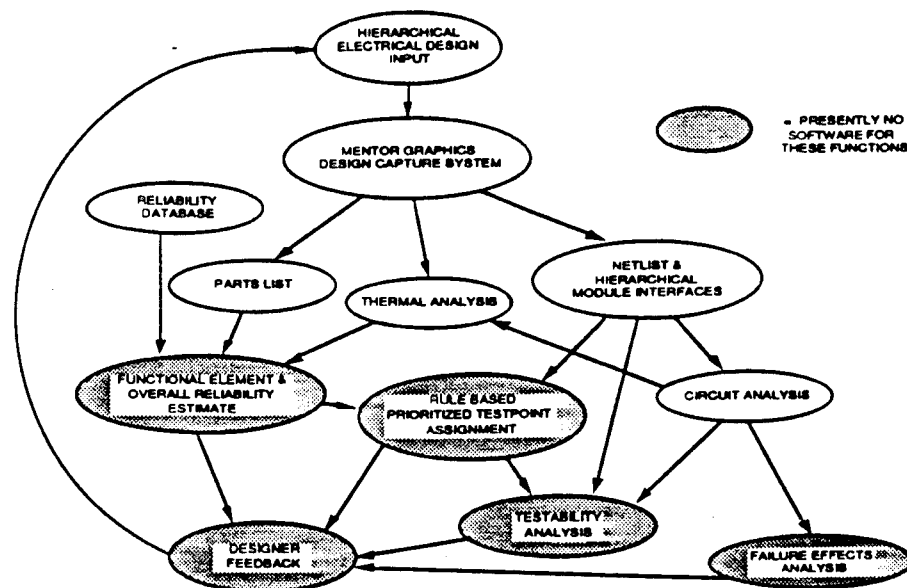 HIERARCHICAL
ELECTRICAL DESIGN
INPUT
MENTOR GRAPHICS
DESIGN CAPTURE SYSTEM
= PRESENTLY NO
SOFTWARE FOR
THESE FUNCTIONS
RELIABILITY
DATABASE
PARTS LIST
THERMAL ANALYSIS
NETLIST &
HIERARCHICAL
MODULE INTERFACES
FUNCTIONAL ELEMENT &
OVERALL RELIABILITY
ESTIMATE
RULE BASED
PRIORITIZED TESTPOINT
ASSIGNMENT
CIRCUIT ANALYSIS
TESTABILITY
ANALYSIS
DESIGNER
FEEDBACK
FAILURE EFFECTS
ANALYSIS